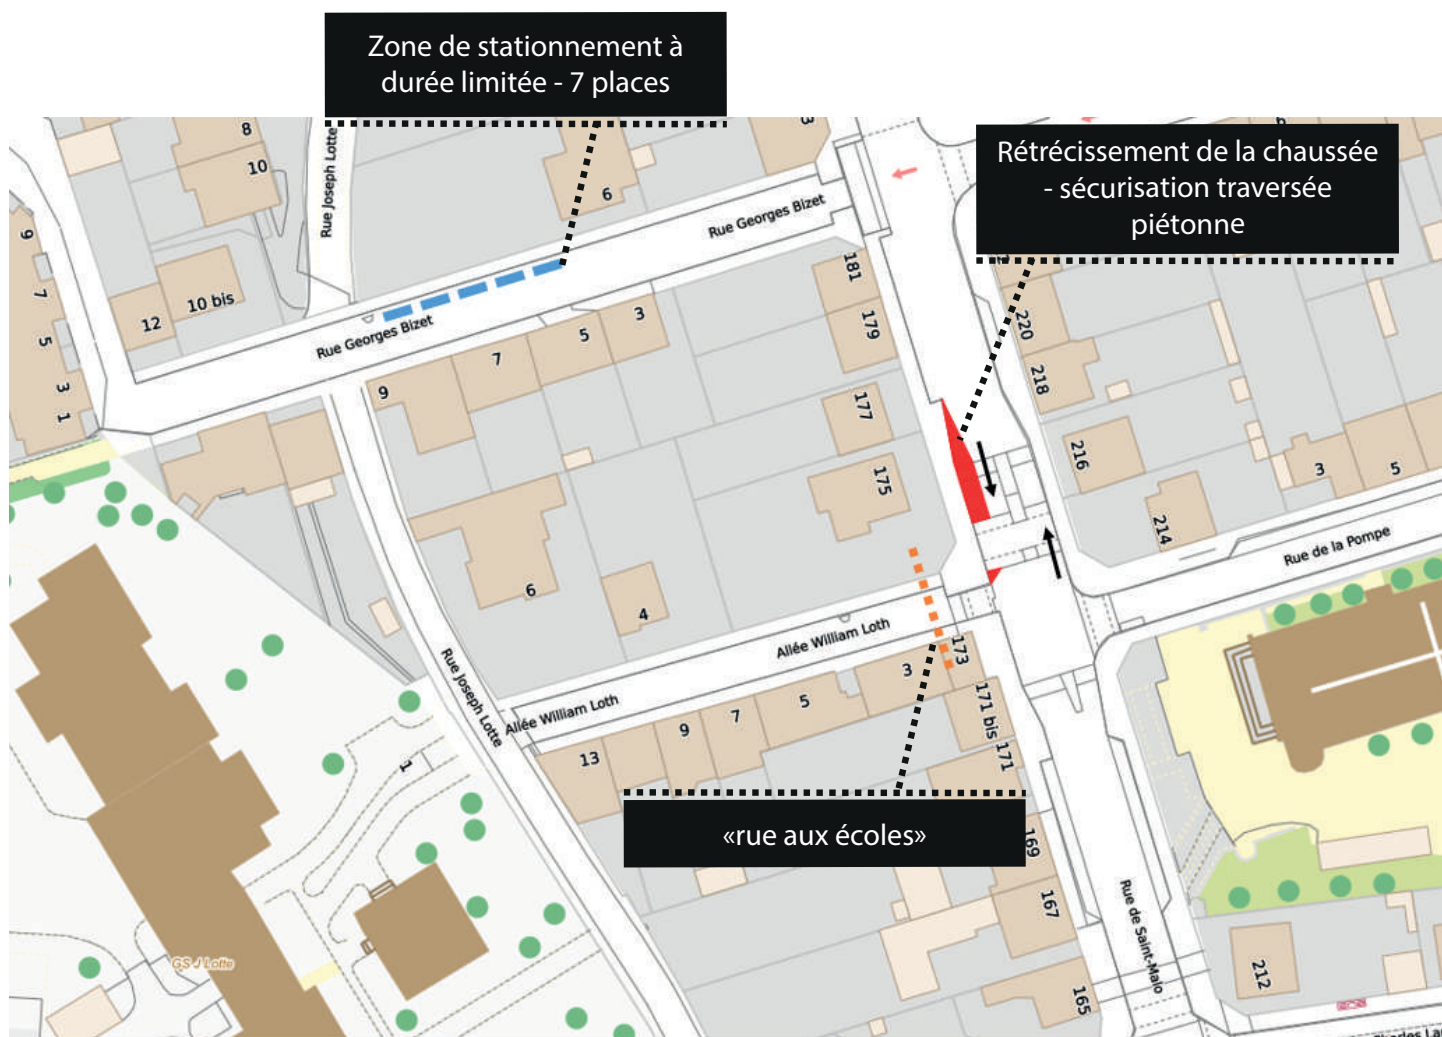 Zone de stationnement à
durée limitée - 7 places
Rétrécissement de la chaussée
- sécurisation traversée
piétonne
«rue aux écoles»
8
10
Rue Joseph Lotte
6
Rue Georges Bizet
9
7
5
3
1
12
10 bis
Rue Georges Bizet
3
5
7
9
181
179
177
175
220
218
216
214
3
5
Rue de la Pompe
6
4
Allée William Loth
Allée William Loth
Rue Joseph Lotte
173
3
5
7
9
13
171 bis
171
169
167
165
1
GS J Lotte
Rue de Saint-Malo
212